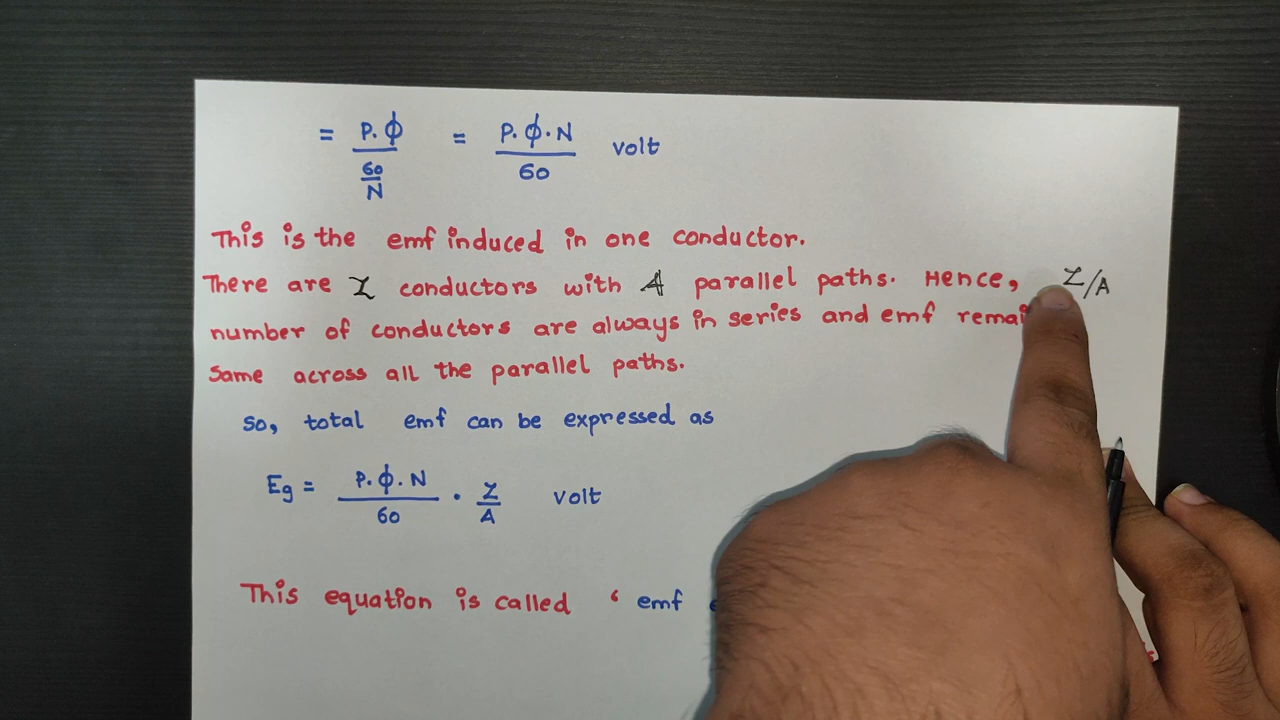 = P.ϕ / (60/N) = P.ϕ.N / 60 volt
This is the emf induced in one conductor.
There are Z conductors with A parallel paths. Hence, Z/A
number of conductors are always in series and emf
same across all the parallel paths.
So, total emf can be expressed as
Eg = P.ϕ.N / 60 . Z/A volt
This equation is called ‘ emf